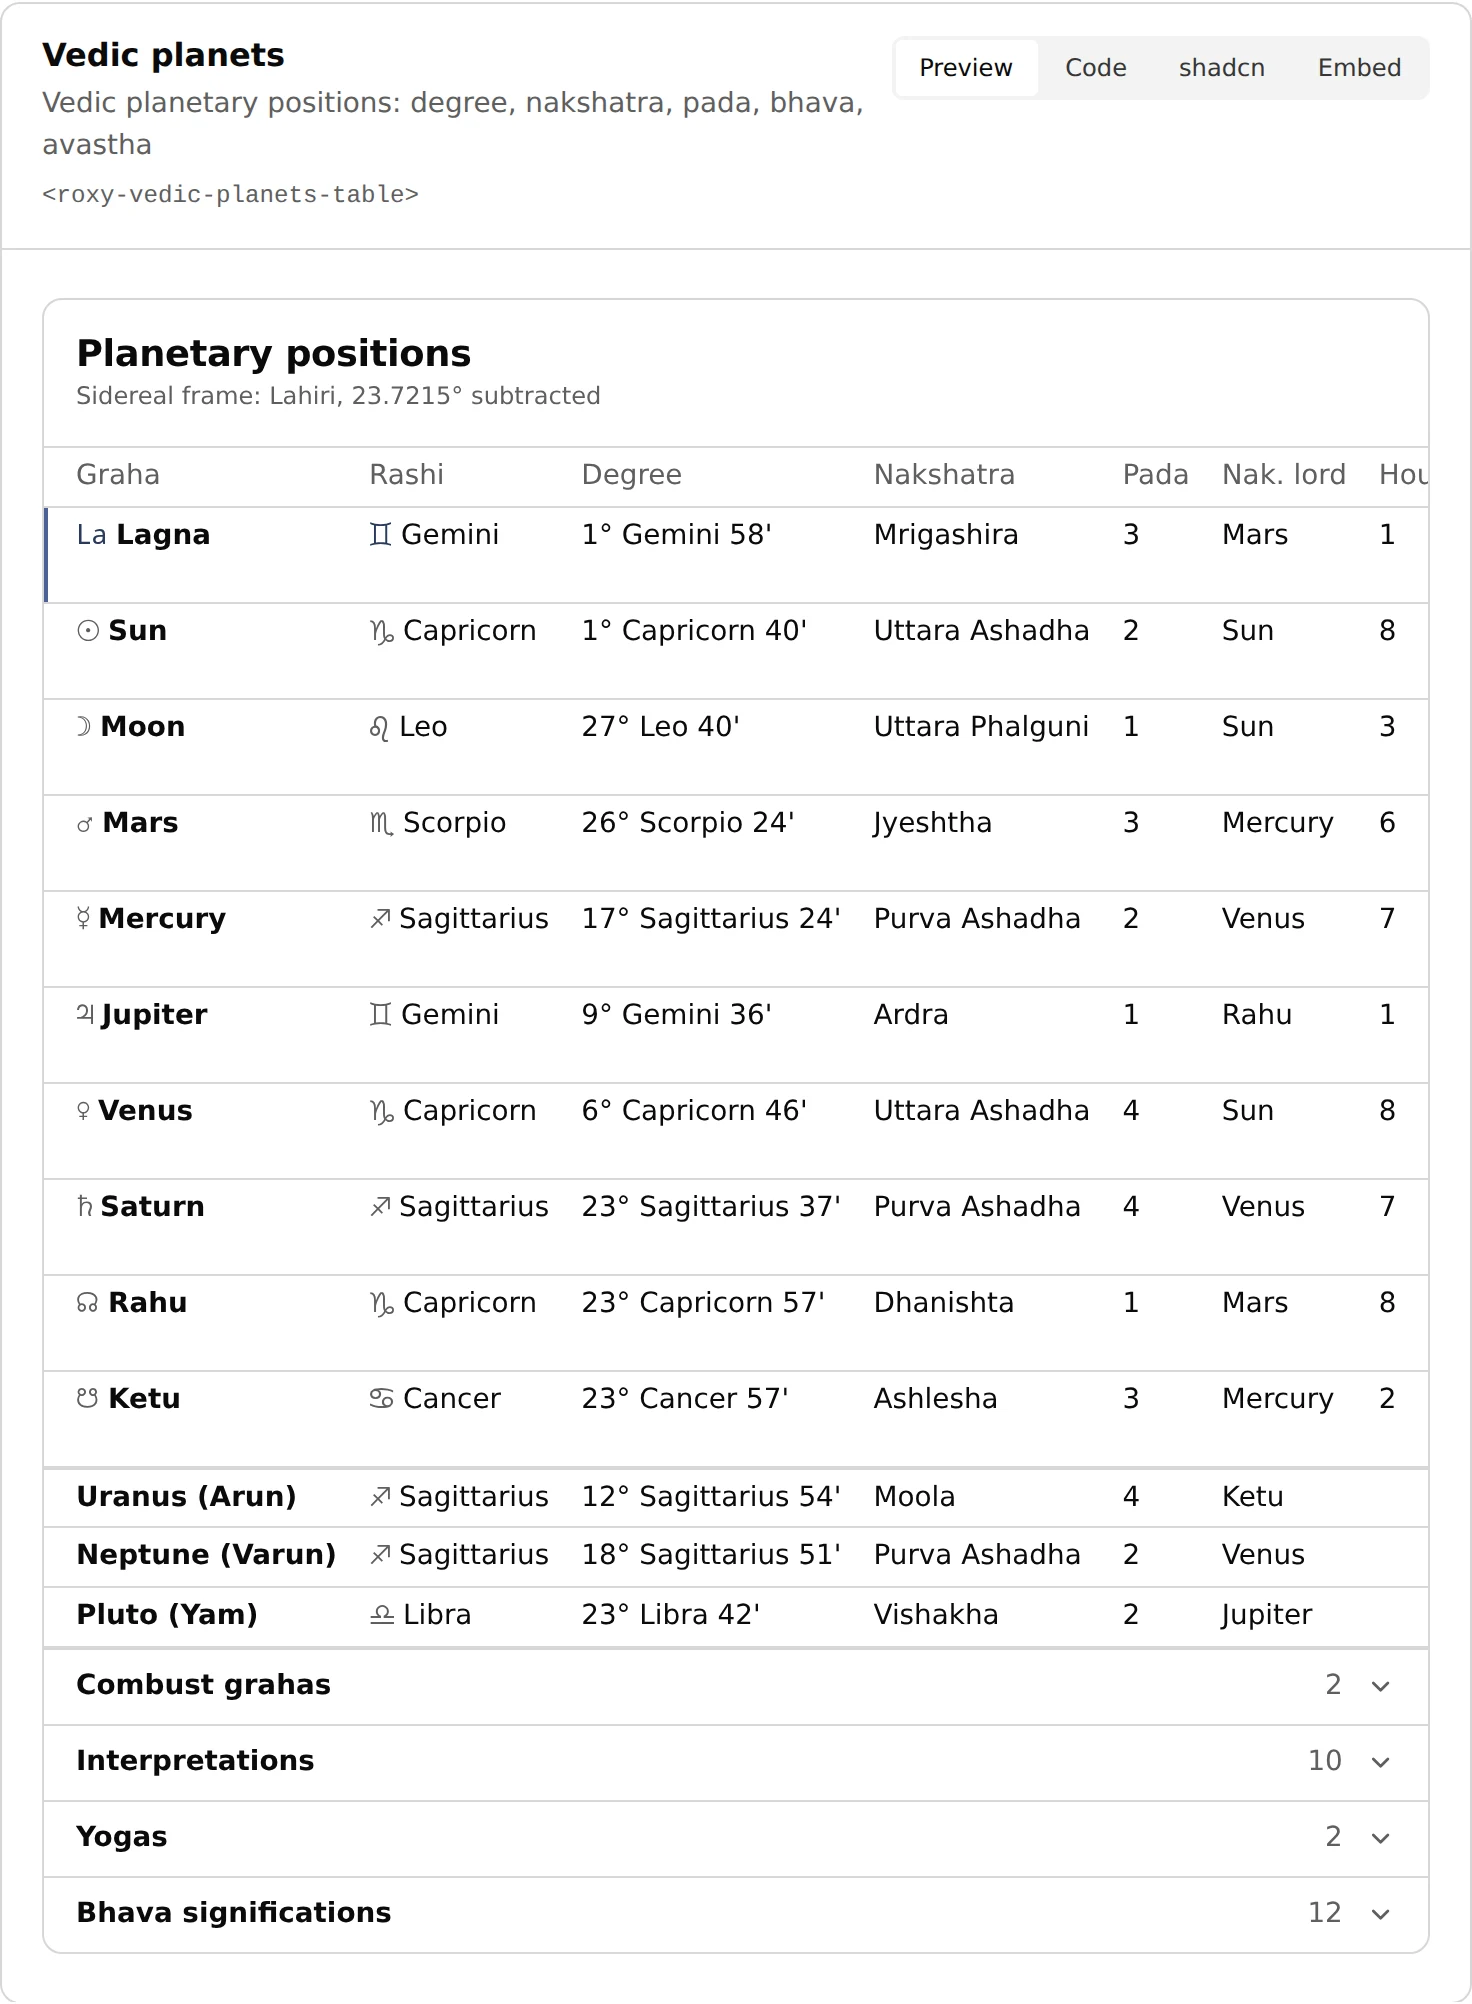 Vedic planets
Preview Code shadcn Embed
Vedic planetary positions: degree, nakshatra, pada, bhava,
avastha
<roxy-vedic-planets-table>
Planetary positions
Sidereal frame: Lahiri, 23.7215° subtracted
Graha Rashi Degree Nakshatra Pada Nak. lord Hou
La Lagna ♊ Gemini 1° Gemini 58' Mrigashira 3 Mars 1
☉ Sun ♑ Capricorn 1° Capricorn 40' Uttara Ashadha 2 Sun 8
☽ Moon ♌ Leo 27° Leo 40' Uttara Phalguni 1 Sun 3
♂ Mars ♏ Scorpio 26° Scorpio 24' Jyeshtha 3 Mercury 6
☿ Mercury ♐ Sagittarius 17° Sagittarius 24' Purva Ashadha 2 Venus 7
♃ Jupiter ♊ Gemini 9° Gemini 36' Ardra 1 Rahu 1
♀ Venus ♑ Capricorn 6° Capricorn 46' Uttara Ashadha 4 Sun 8
♄ Saturn ♐ Sagittarius 23° Sagittarius 37' Purva Ashadha 4 Venus 7
☊ Rahu ♑ Capricorn 23° Capricorn 57' Dhanishta 1 Mars 8
☋ Ketu ♋ Cancer 23° Cancer 57' Ashlesha 3 Mercury 2
Uranus (Arun) ♐ Sagittarius 12° Sagittarius 54' Moola 4 Ketu
Neptune (Varun) ♐ Sagittarius 18° Sagittarius 51' Purva Ashadha 2 Venus
Pluto (Yam) ♎ Libra 23° Libra 42' Vishakha 2 Jupiter
Combust grahas 2
Interpretations 10
Yogas 2
Bhava significations 12